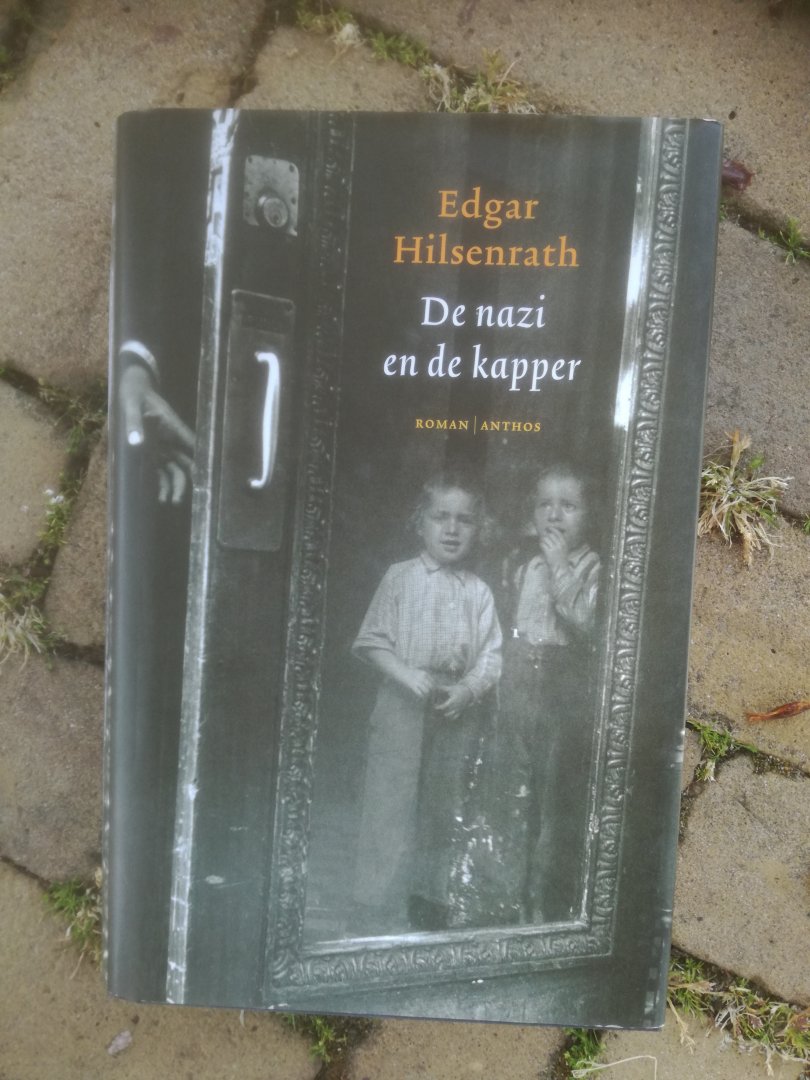 Edgar
Hilsenrath
De nazi
en de kapper
ROMAN | ANTHOS